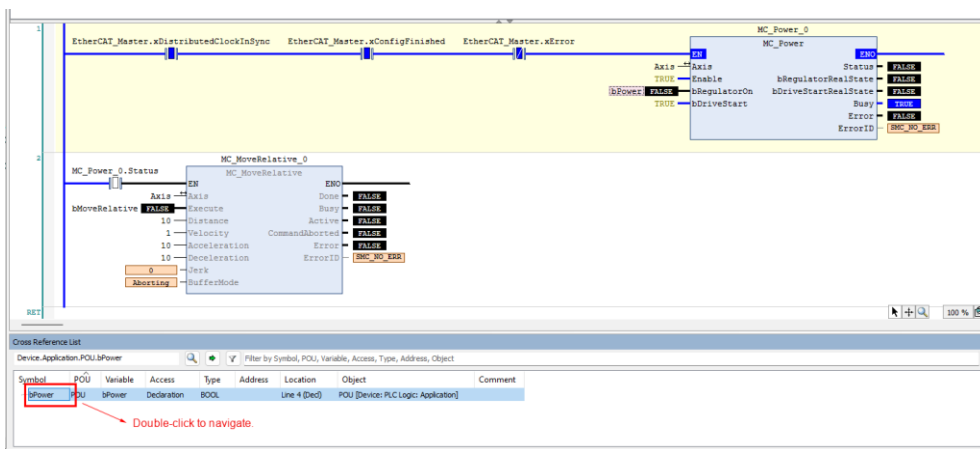 1
MC_Power_0
EtherCAT_Master.xDistributedClockInSync EtherCAT_Master.xConfigFinished EtherCAT_Master.xError
MC_Power
EN ENO
Axis Axis Status FALSE
TRUE Enable bRegulatorRealState FALSE
bPower FALSE bRegulatorOn bDriveStartRealState FALSE
TRUE bDriveStart Busy TRUE
Error FALSE
ErrorID SMC_NO_ERR
2
MC_MoveRelative_0
MC_Power_0.Status MC_MoveRelative
EN ENO
Axis Axis Done FALSE
bMoveRelative FALSE Execute Busy FALSE
10 Distance Active FALSE
1 Velocity CommandAborted FALSE
10 Acceleration Error FALSE
10 Deceleration ErrorID SMC_NO_ERR
0 Jerk
Aborting BufferMode
RET
100 %
Cross Reference List
Device.Application.POU.bPower Filter by Symbol, POU, Variable, Access, Type, Address, Object
Symbol POU Variable Access Type Address Location Object Comment
bPower POU bPower Declaration BOOL Line 4 (Decl) POU [Device: PLC Logic: Application]
Double-click to navigate.